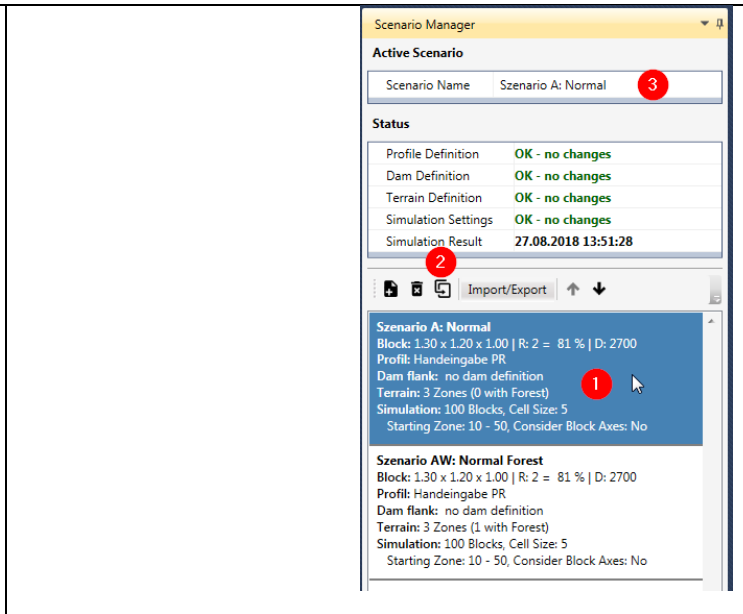 Scenario Manager
Active Scenario
Scenario Name Szenario A: Normal 3
Status
Profile Definition OK - no changes
Dam Definition OK - no changes
Terrain Definition OK - no changes
Simulation Settings OK - no changes
Simulation Result 27.08.2018 13:51:28
2
Import/Export
Szenario A: Normal
Block: 1.30 x 1.20 x 1.00 | R: 2 = 81 % | D: 2700
Profil: Handeingabe PR
Dam flank: no dam definition
Terrain: 3 Zones (0 with Forest)
1
Simulation: 100 Blocks, Cell Size: 5
Starting Zone: 10 - 50, Consider Block Axes: No
Szenario AW: Normal Forest
Block: 1.30 x 1.20 x 1.00 | R: 2 = 81 % | D: 2700
Profil: Handeingabe PR
Dam flank: no dam definition
Terrain: 3 Zones (1 with Forest)
Simulation: 100 Blocks, Cell Size: 5
Starting Zone: 10 - 50, Consider Block Axes: No